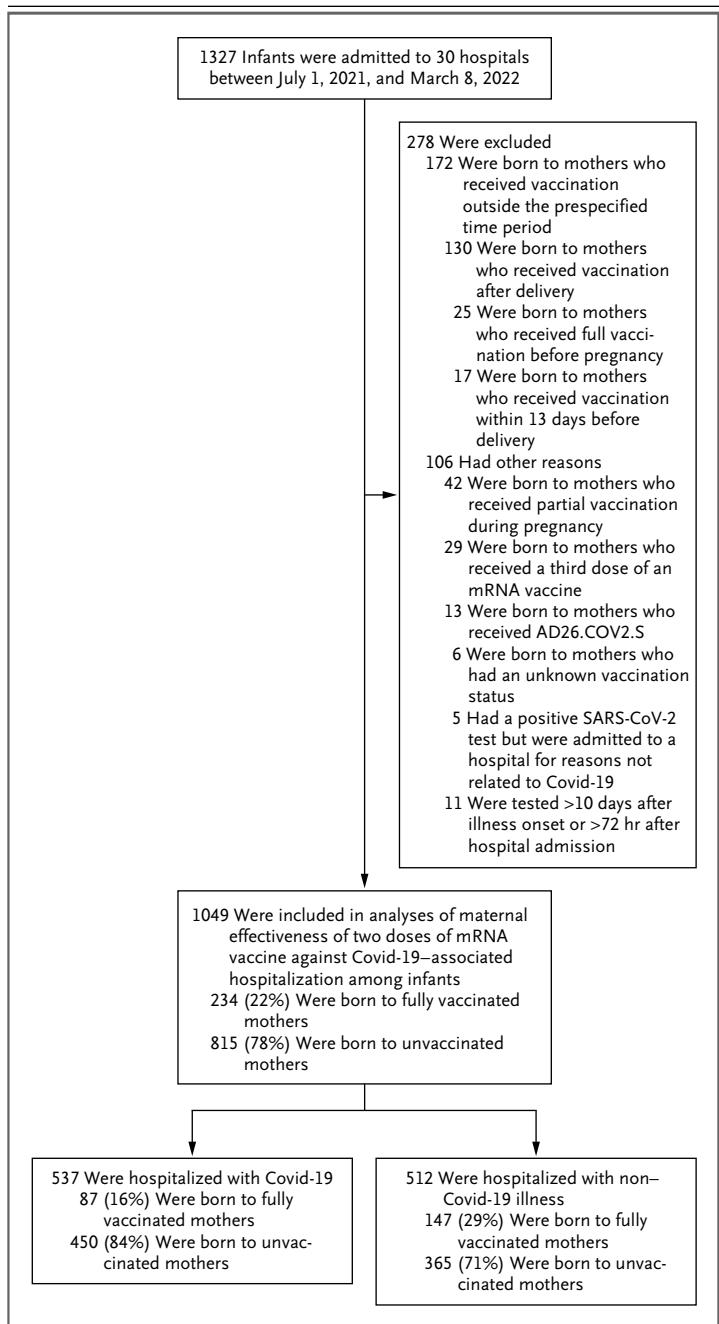 1327 Infants were admitted to 30 hospitals
between July 1, 2021, and March 8, 2022
278 Were excluded
172 Were born to mothers who
received vaccination
outside the prespecified
time period
130 Were born to mothers
who received vaccination
after delivery
25 Were born to mothers
who received full vacci-
nation before pregnancy
17 Were born to mothers
who received vaccination
within 13 days before
delivery
106 Had other reasons
42 Were born to mothers who
received partial vaccination
during pregnancy
29 Were born to mothers who
received a third dose of an
mRNA vaccine
13 Were born to mothers who
received AD26.COV2.S
6 Were born to mothers who
had an unknown vaccination
status
5 Had a positive SARS-CoV-2
test but were admitted to a
hospital for reasons not
related to Covid-19
11 Were tested >10 days after
illness onset or >72 hr after
hospital admission
1049 Were included in analyses of maternal
effectiveness of two doses of mRNA
vaccine against Covid-19–associated
hospitalization among infants
234 (22%) Were born to fully vaccinated
mothers
815 (78%) Were born to unvaccinated
mothers
537 Were hospitalized with Covid-19
87 (16%) Were born to fully
vaccinated mothers
450 (84%) Were born to unvac-
cinated mothers
512 Were hospitalized with non–
Covid-19 illness
147 (29%) Were born to fully
vaccinated mothers
365 (71%) Were born to unvac-
cinated mothers